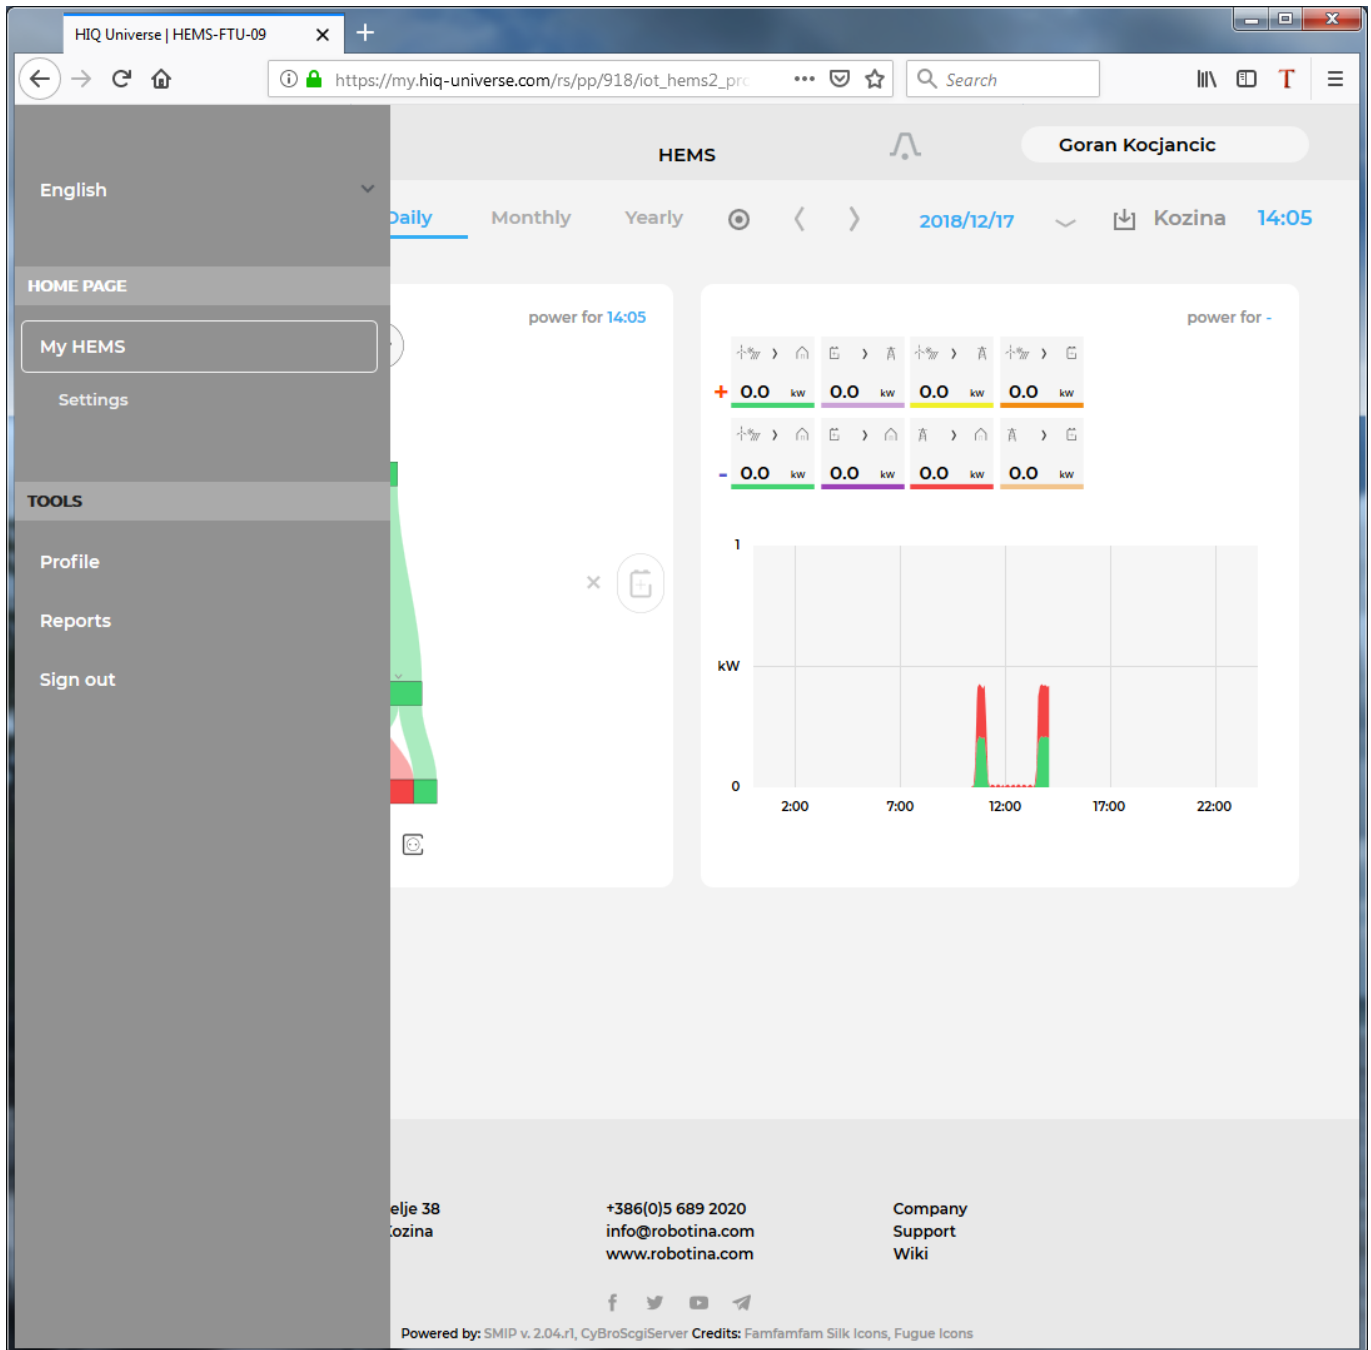 HIQ Universe | HEMS-FTU-09
https://my.hiq-universe.com/rs/pp/918/iot_hems2_pro
Search
HEMS
Goran Kocjancic
English
Daily Monthly Yearly 2018/12/17 Kozina 14:05
HOME PAGE
My HEMS
Settings
TOOLS
Profile
Reports
Sign out
power for 14:05
power for -
+ 0.0 kW 0.0 kW 0.0 kW 0.0 kW
- 0.0 kW 0.0 kW 0.0 kW 0.0 kW
1
kW
0
2:00 7:00 12:00 17:00 22:00
elje 38
ozina
+386(0)5 689 2020
info@robotina.com
www.robotina.com
Company
Support
Wiki
Powered by: SMIP v. 2.04.r1, CyBroScgiServer Credits: Famfamfam Silk Icons, Fugue Icons